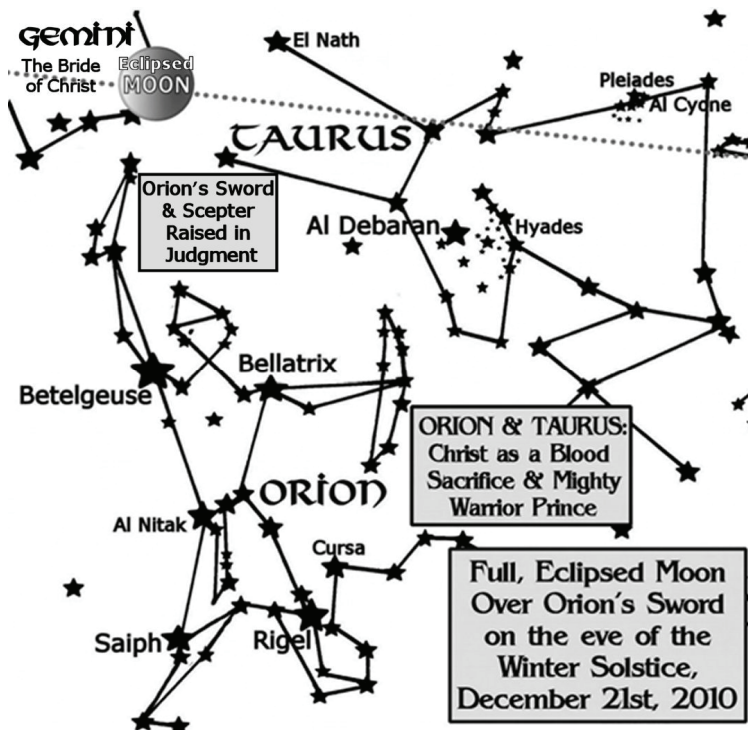 GEMINI
The Bride
of Christ
Eclipsed
MOON
El Nath
Pleiades
Al Cyone
TAURUS
Orion's Sword
& Scepter
Raised in
Judgment
Al Debaran
Hyades
Bellatrix
Betelgeuse
ORION & TAURUS:
Christ as a Blood
Sacrifice & Mighty
Warrior Prince
ORION
Al Nitak
Cursa
Saiph
Rigel
Full, Eclipsed Moon
Over Orion's Sword
on the eve of the
Winter Solstice,
December 21st, 2010